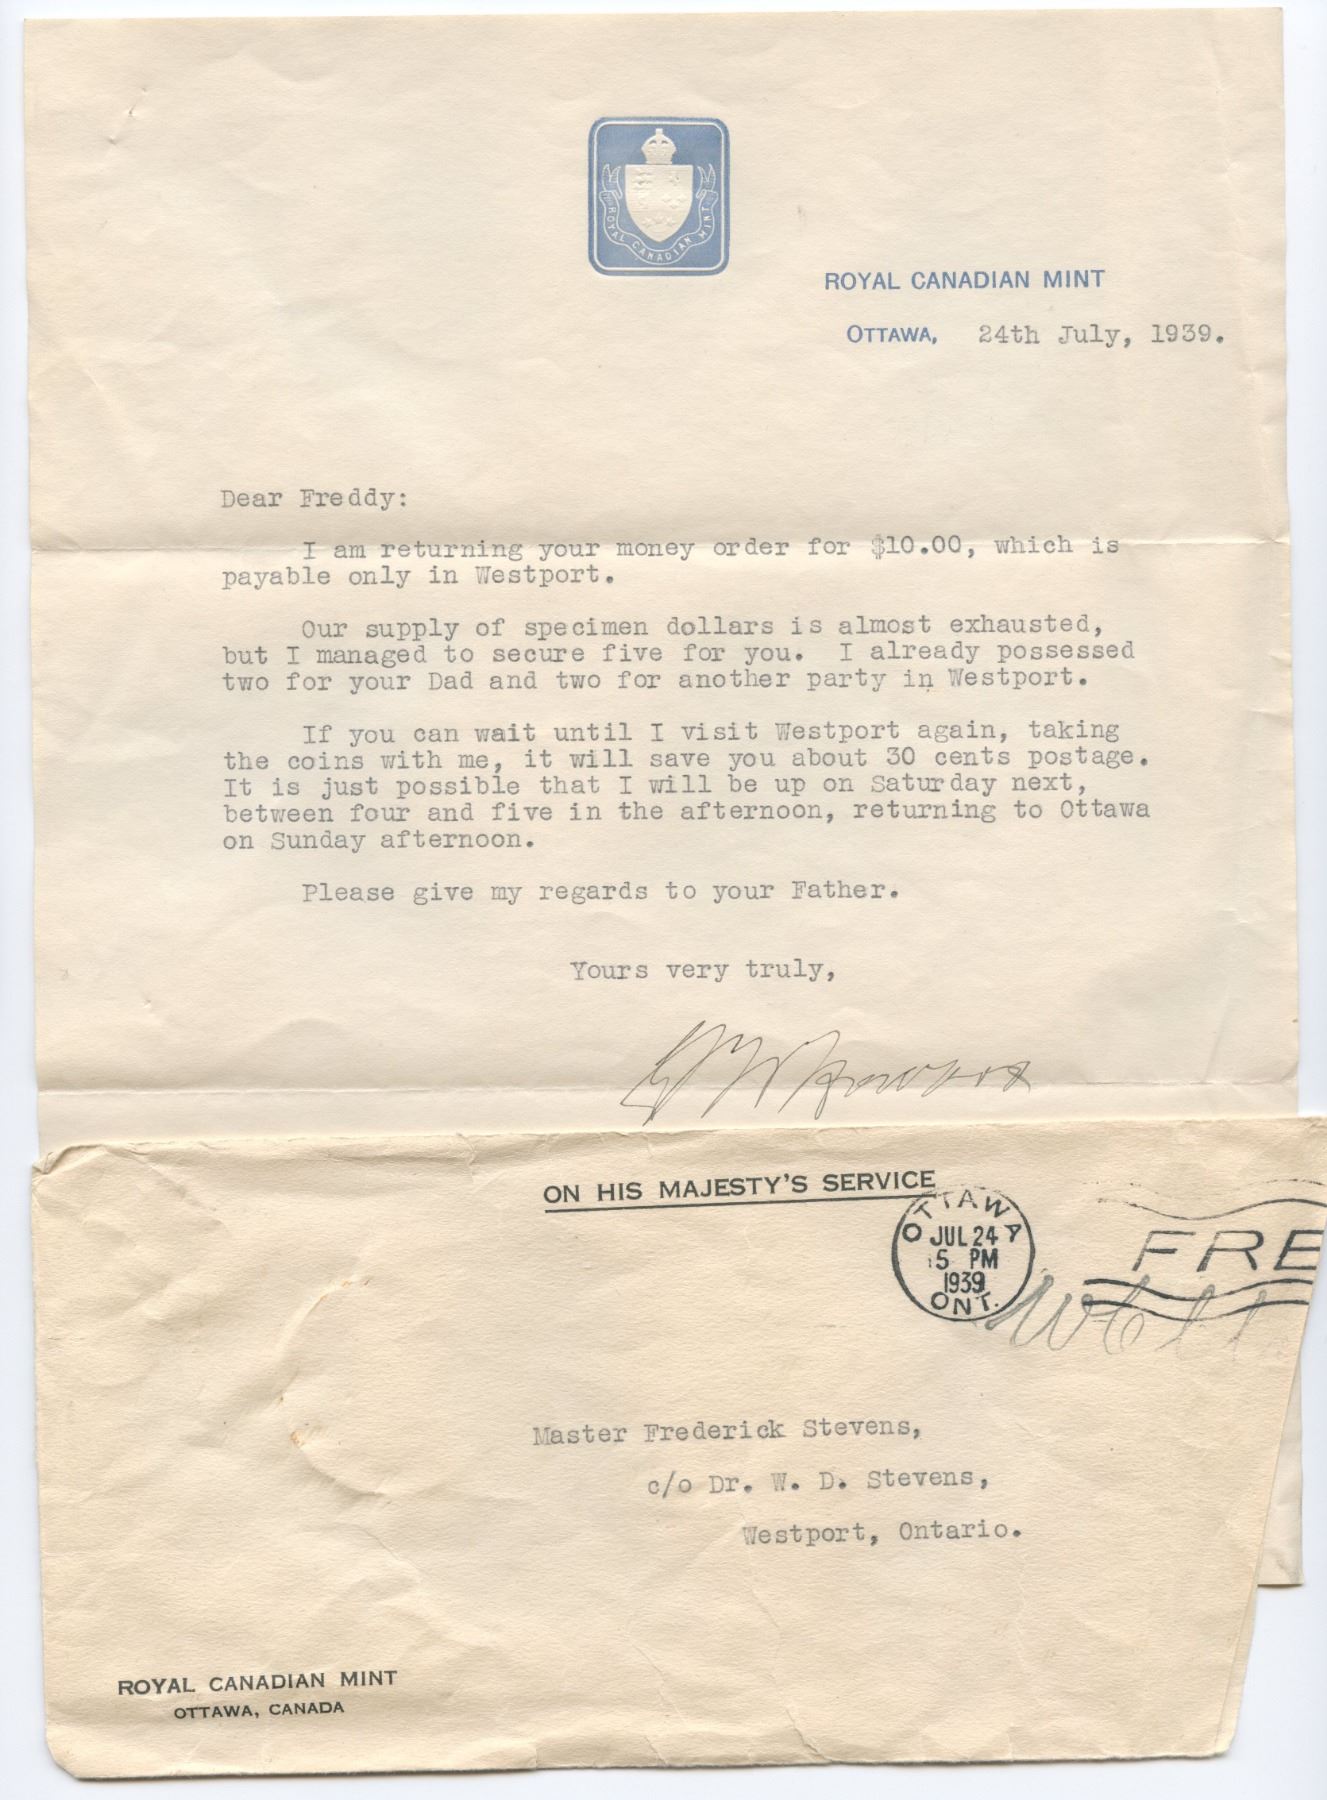 ROYAL CANADIAN MINT
ROYAL CANADIAN MINT
OTTAWA, 24th July, 1939.
Dear Freddy:
I am returning your money order for $10.00, which is
payable only in Westport.
Our supply of specimen dollars is almost exhausted,
but I managed to secure five for you. I already possessed
two for your Dad and two for another party in Westport.
If you can wait until I visit Westport again, taking
the coins with me, it will save you about 30 cents postage.
It is just possible that I will be up on Saturday next,
between four and five in the afternoon, returning to Ottawa
on Sunday afternoon.
Please give my regards to your Father.
Yours very truly,
ON HIS MAJESTY'S SERVICE
OTTAWA
JUL 24
5 PM
1939
ONT.
FRE
Master Frederick Stevens,
c/o Dr. W. D. Stevens,
Westport, Ontario.
ROYAL CANADIAN MINT
OTTAWA, CANADA